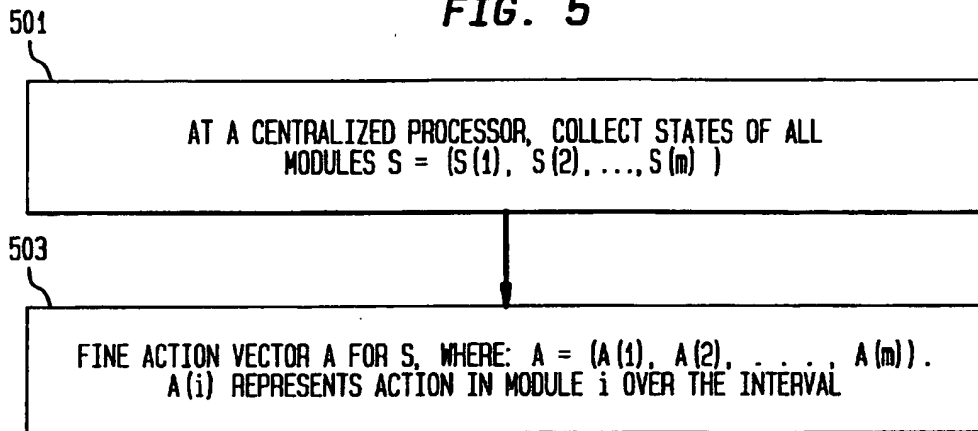 FIG. 5
501
AT A CENTRALIZED PROCESSOR, COLLECT STATES OF ALL
MODULES S = (S(1), S(2),...,S(m) )
503
FINE ACTION VECTOR A FOR S, WHERE: A = (A(1), A(2), . . . ., A(m)).
A(i) REPRESENTS ACTION IN MODULE i OVER THE INTERVAL